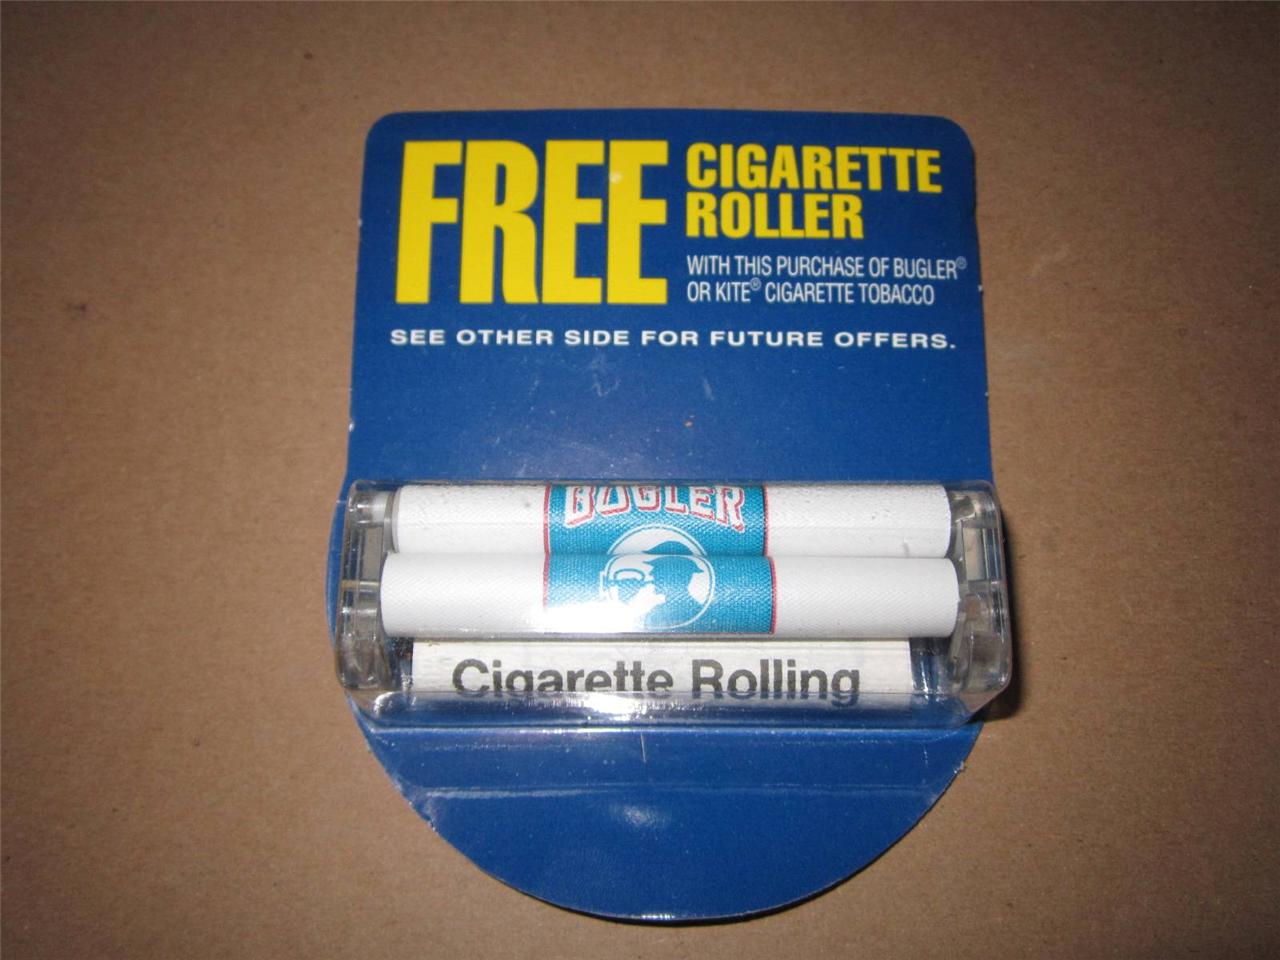 FREE
CIGARETTE
ROLLER
WITH THIS PURCHASE OF BUGLER®
OR KITE® CIGARETTE TOBACCO
SEE OTHER SIDE FOR FUTURE OFFERS.
BUGLER
Cigarette Rolling